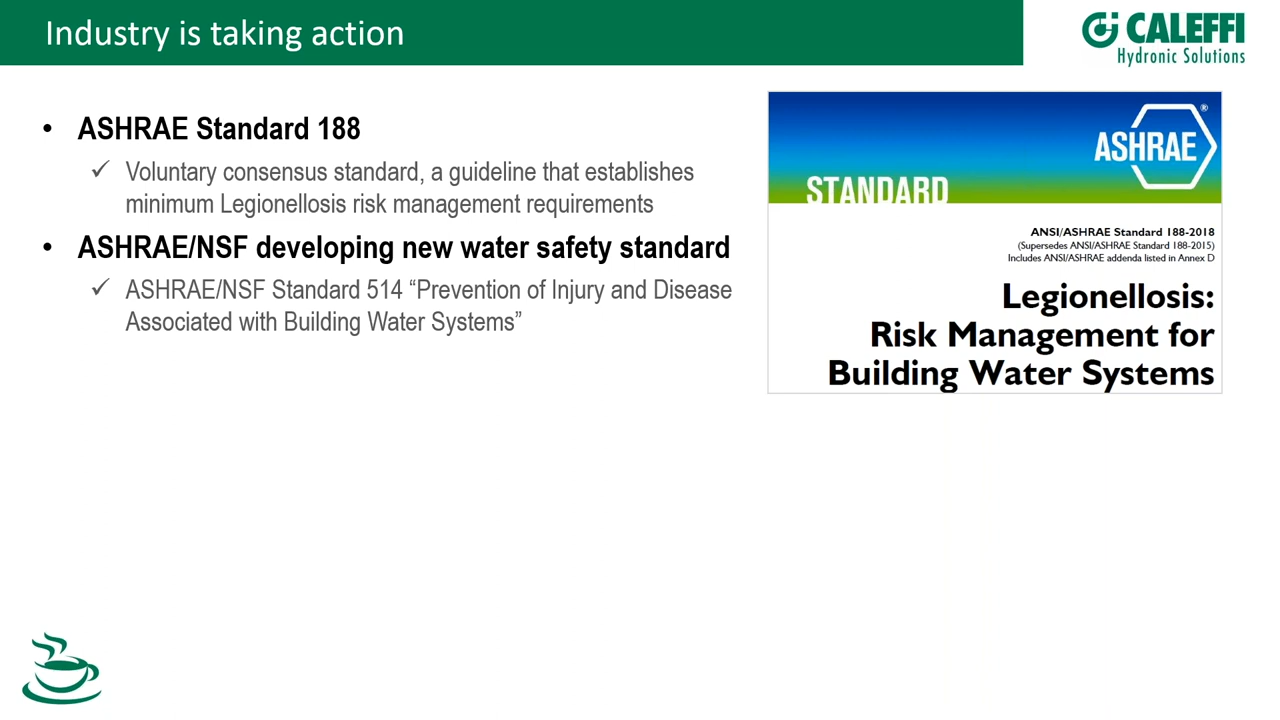 Industry is taking action
CALEFFI
Hydronic Solutions
• ASHRAE Standard 188
✓ Voluntary consensus standard, a guideline that establishes
minimum Legionellosis risk management requirements
• ASHRAE/NSF developing new water safety standard
✓ ASHRAE/NSF Standard 514 “Prevention of Injury and Disease
Associated with Building Water Systems”
ASHRAE®
STANDARD
ANSI/ASHRAE Standard 188-2018
(Supersedes ANSI/ASHRAE Standard 188-2015)
Includes ANSI/ASHRAE addenda listed in Annex D
Legionellosis:
Risk Management for
Building Water Systems